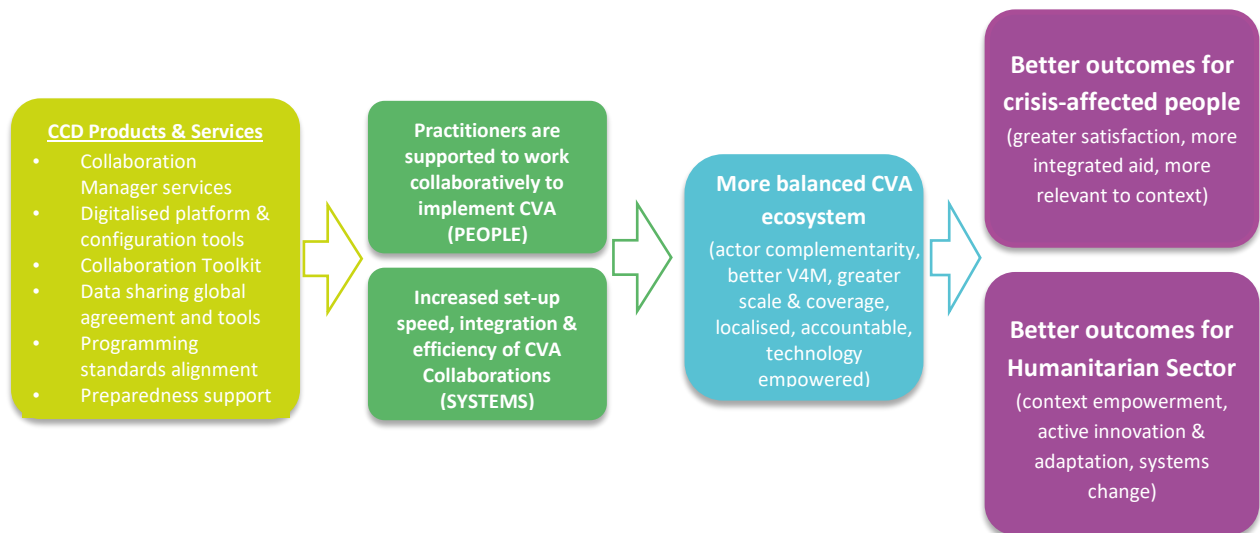 CCD Products & Services
• Collaboration
Manager services
• Digitalised platform &
configuration tools
• Collaboration Toolkit
• Data sharing global
agreement and tools
• Programming
standards alignment
• Preparedness support
Practitioners are
supported to work
collaboratively to
implement CVA
(PEOPLE)
Increased set-up
speed, integration &
efficiency of CVA
Collaborations
(SYSTEMS)
More balanced CVA
ecosystem
(actor complementarity,
better V4M, greater
scale & coverage,
localised, accountable,
technology
empowered)
Better outcomes for
crisis-affected people
(greater satisfaction, more
integrated aid, more
relevant to context)
Better outcomes for
Humanitarian Sector
(context empowerment,
active innovation &
adaptation, systems
change)